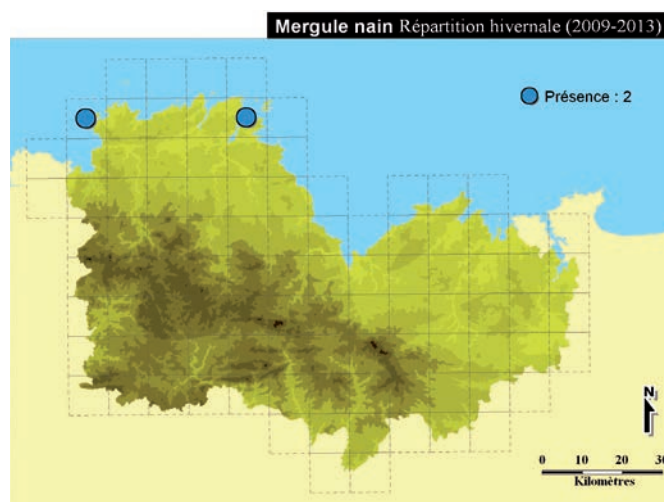 Mergule nain Répartition hivernale (2009-2013)
Présence : 2
N
0 10 20 30
Kilomètres